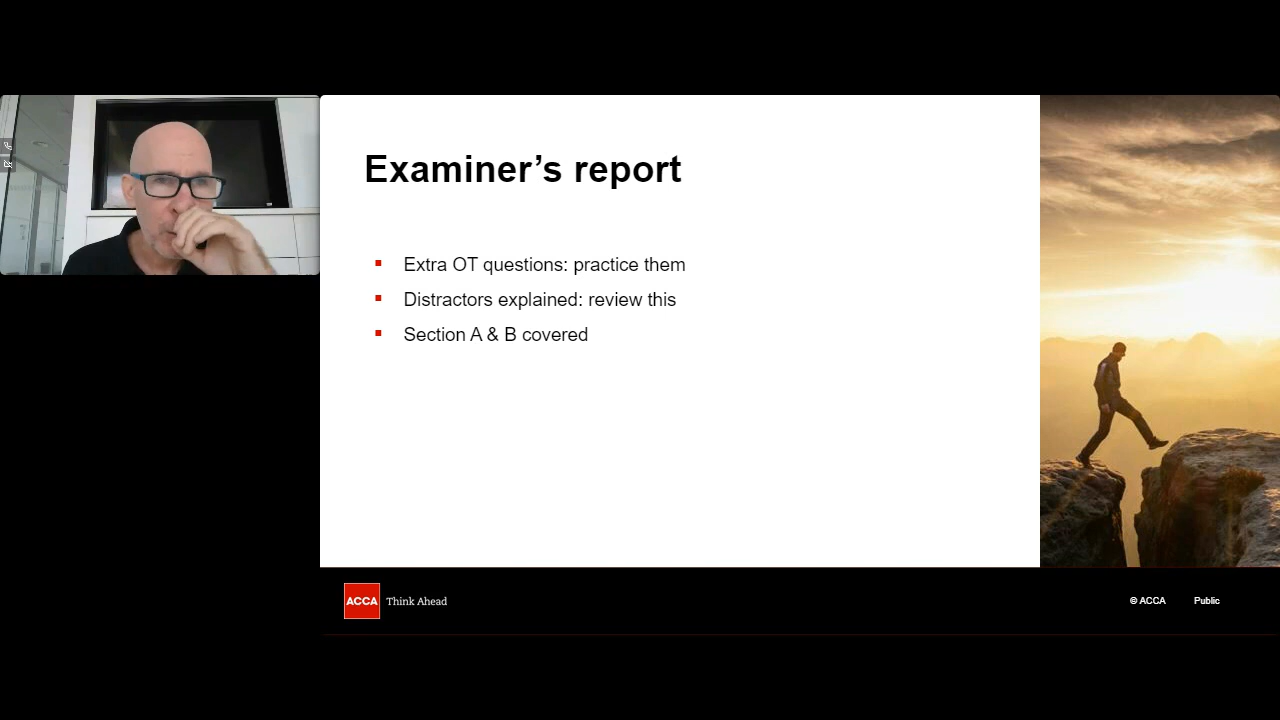 Examiner’s report
Extra OT questions: practice them
Distractors explained: review this
Section A & B covered
ACCA Think Ahead
© ACCA Public